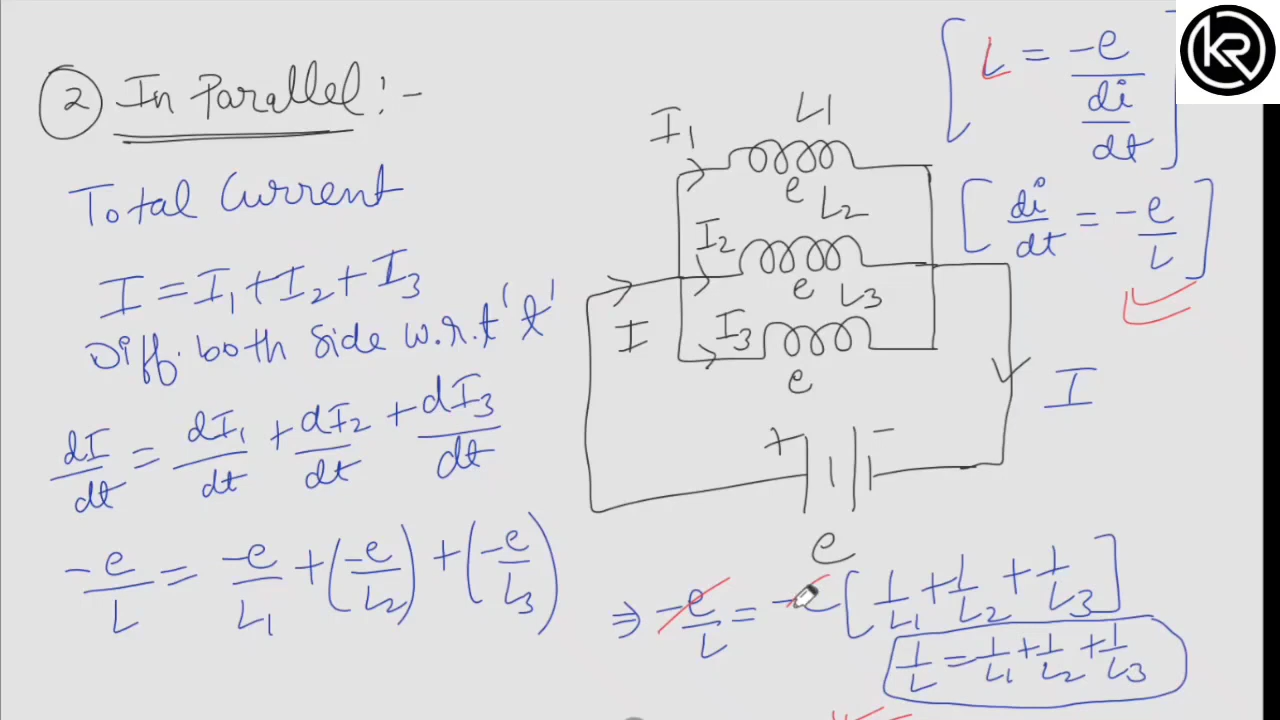 ② In Parallel :-
Total Current
I = I₁ + I₂ + I₃
Diff. both side w.r.t 't'
dI/dt = dI₁/dt + dI₂/dt + dI₃/dt
-e/L = -e/L₁ + (-e/L₂) + (-e/L₃)
I₁ L1
e
I₂ L2
e
I₃ L3
e
I
I
+ -
e
[L = -e/(di/dt)]
[di/dt = -e/L]
⇒ -e/L = -e [1/L₁ + 1/L₂ + 1/L₃]
1/L = 1/L₁ + 1/L₂ + 1/L₃
KR